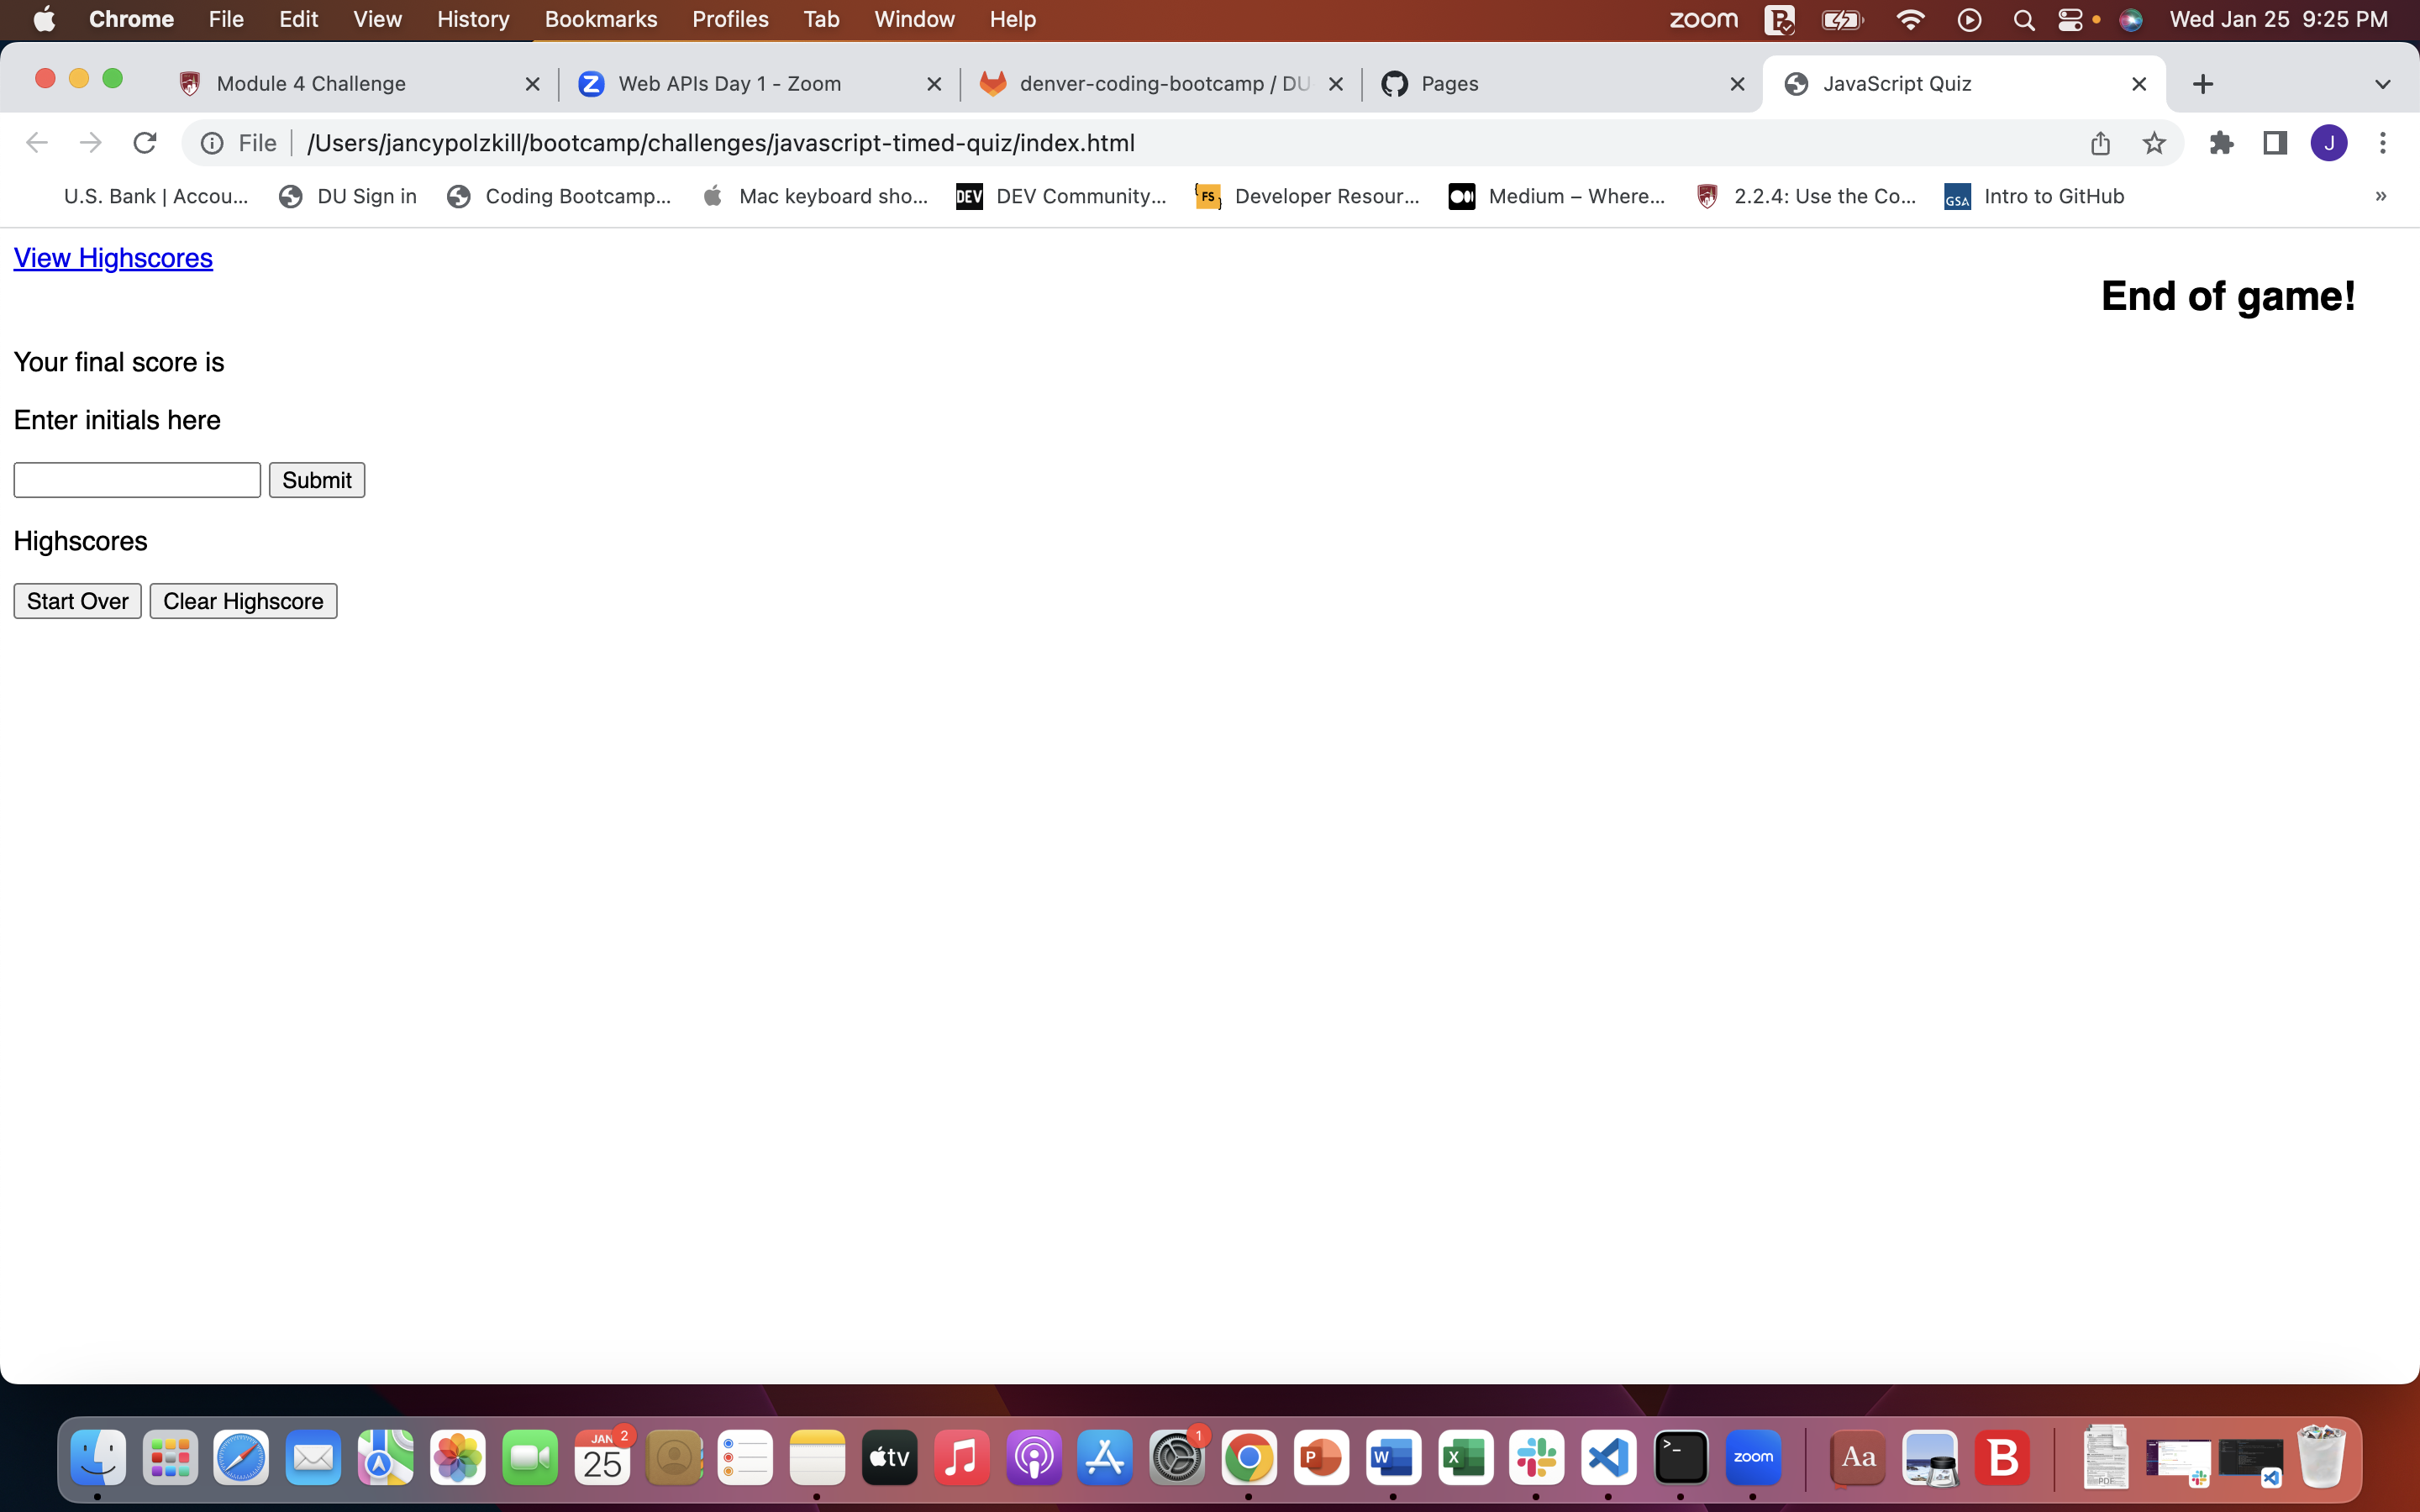 Chrome File Edit View History Bookmarks Profiles Tab Window Help zoom Wed Jan 25 9:25 PM
Module 4 Challenge Web APIs Day 1 - Zoom denver-coding-bootcamp / DU Pages JavaScript Quiz
File /Users/jancypolzkill/bootcamp/challenges/javascript-timed-quiz/index.html J
U.S. Bank | Accou... DU Sign in Coding Bootcamp... Mac keyboard sho... DEV DEV Community... FS Developer Resour... Medium – Where... 2.2.4: Use the Co... GSA Intro to GitHub »
View Highscores
End of game!
Your final score is
Enter initials here
Submit
Highscores
Start Over Clear Highscore
JAN 2
25
tv
1
P
W
X
>_
zoom
Aa
B
PDF